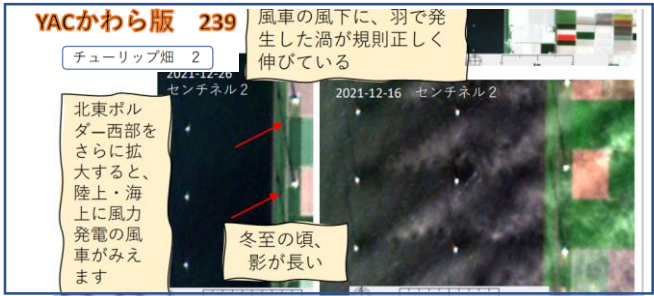 YACかわら版　239
チューリップ畑　2
風車の風下に、羽で発
生した渦が規則正しく
伸びている
2021-12-26
センチネル2
2021-12-16　センチネル2
北東ポル
ダー西部を
さらに拡
大すると、
陸上・海
上に風力
発電の風
車がみえ
ます
冬至の頃、
影が長い